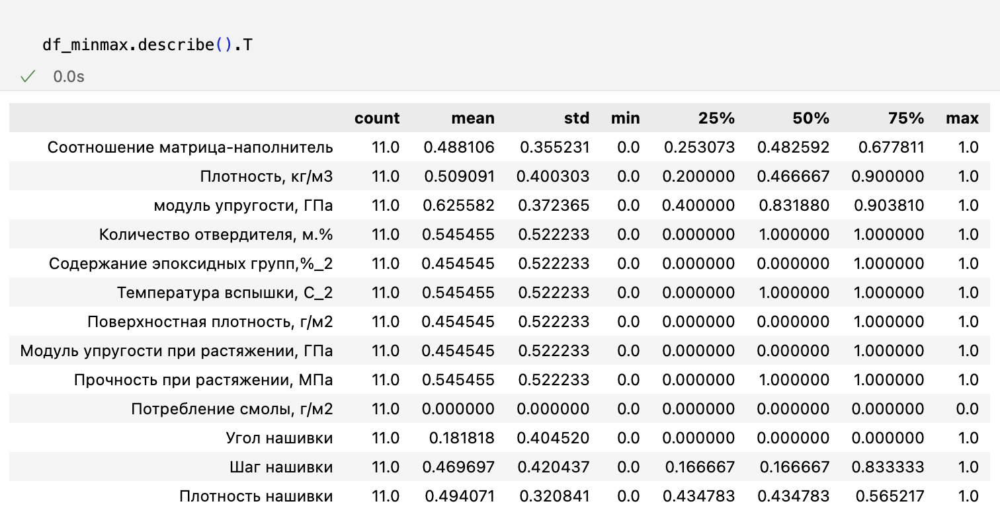 df_minmax.describe().T
0.0s
count mean std min 25% 50% 75% max
Соотношение матрица-наполнитель 11.0 0.488106 0.355231 0.0 0.253073 0.482592 0.677811 1.0
Плотность, кг/м3 11.0 0.509091 0.400303 0.0 0.200000 0.466667 0.900000 1.0
модуль упругости, ГПа 11.0 0.625582 0.372365 0.0 0.400000 0.831880 0.903810 1.0
Количество отвердителя, м.% 11.0 0.545455 0.522233 0.0 0.000000 1.000000 1.000000 1.0
Содержание эпоксидных групп,%_2 11.0 0.454545 0.522233 0.0 0.000000 0.000000 1.000000 1.0
Температура вспышки, С_2 11.0 0.545455 0.522233 0.0 0.000000 1.000000 1.000000 1.0
Поверхностная плотность, г/м2 11.0 0.454545 0.522233 0.0 0.000000 0.000000 1.000000 1.0
Модуль упругости при растяжении, ГПа 11.0 0.454545 0.522233 0.0 0.000000 0.000000 1.000000 1.0
Прочность при растяжении, МПа 11.0 0.545455 0.522233 0.0 0.000000 1.000000 1.000000 1.0
Потребление смолы, г/м2 11.0 0.000000 0.000000 0.0 0.000000 0.000000 0.000000 0.0
Угол нашивки 11.0 0.181818 0.404520 0.0 0.000000 0.000000 0.000000 1.0
Шаг нашивки 11.0 0.469697 0.420437 0.0 0.166667 0.166667 0.833333 1.0
Плотность нашивки 11.0 0.494071 0.320841 0.0 0.434783 0.434783 0.565217 1.0